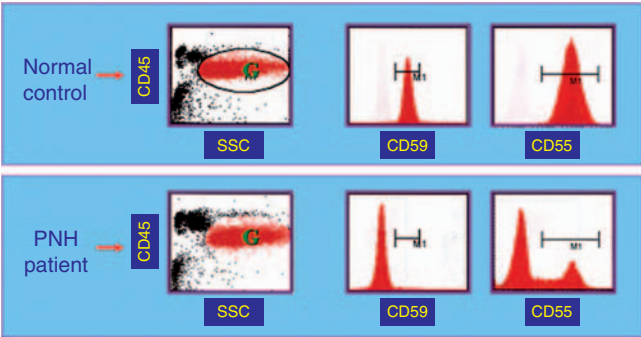 Normal
control
CD45
G
SSC
M1
CD59
M1
CD55
PNH
patient
CD45
G
SSC
M1
CD59
M1
CD55